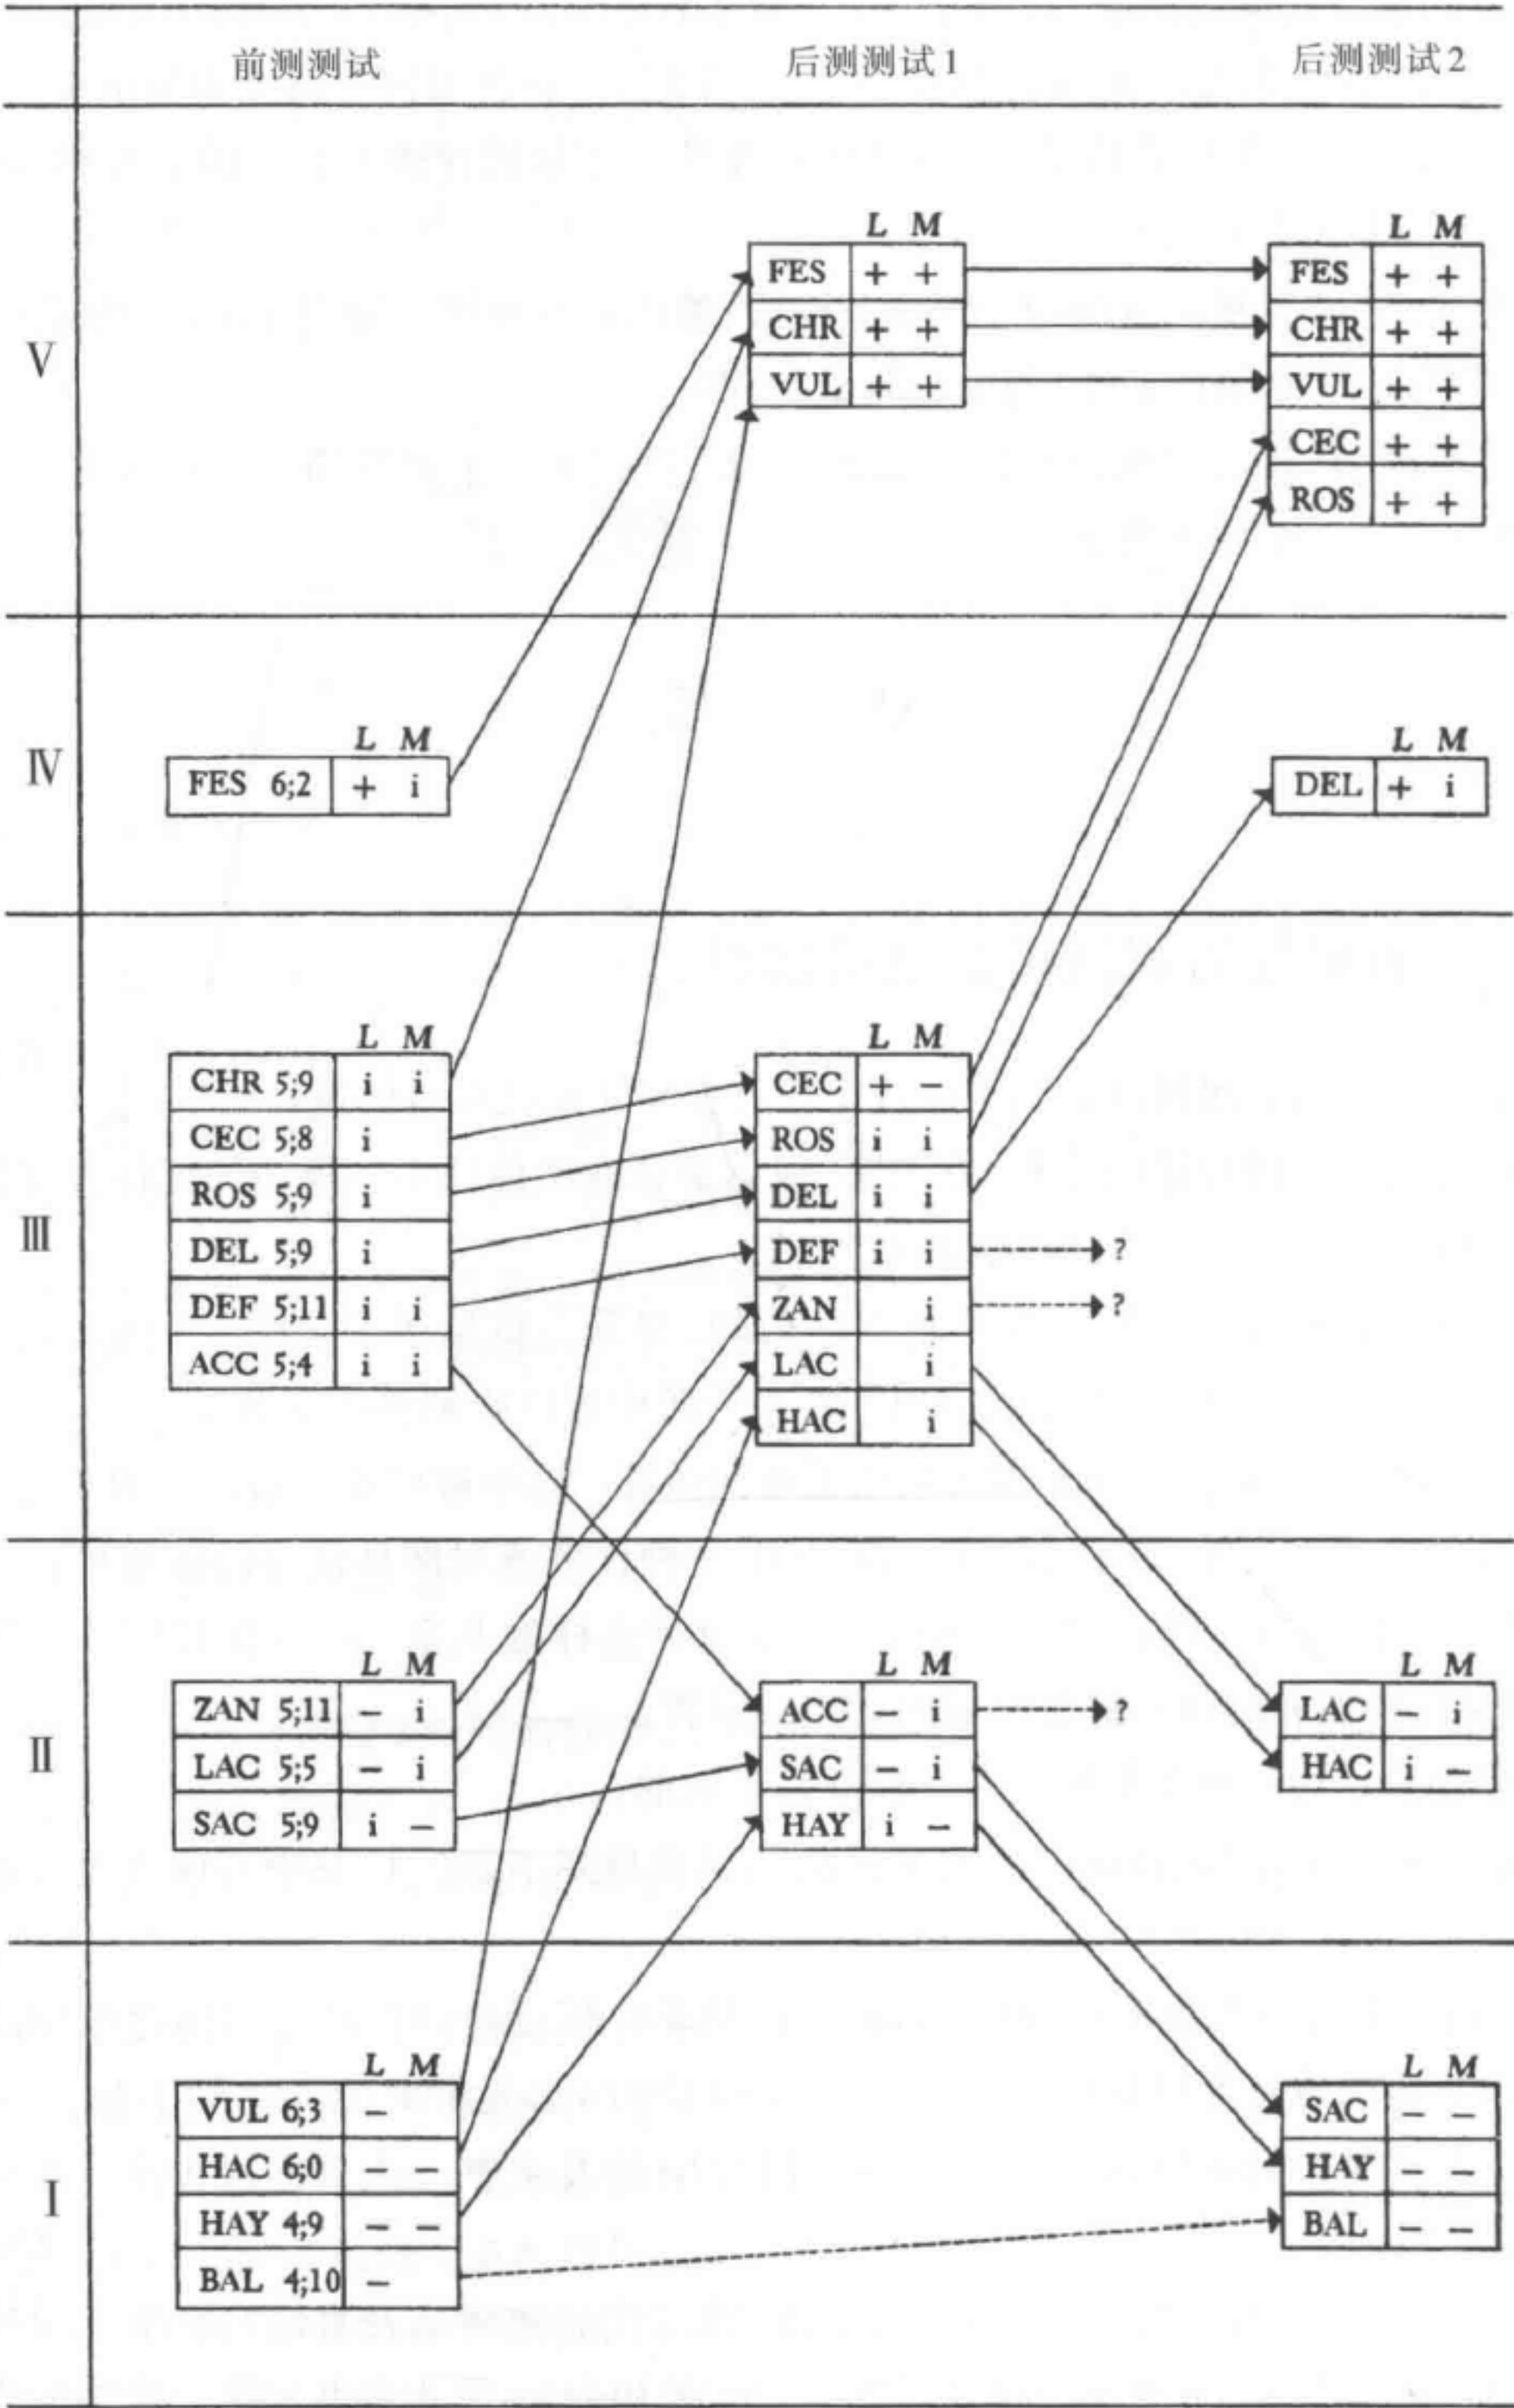 前测测试 后测测试1 后测测试2
V
L M L M
FES + + FES + +
CHR + + CHR + +
VUL + + VUL + +
CEC + +
ROS + +
IV
L M L M
FES 6;2 + i DEL + i
III
L M L M
CHR 5;9 i i CEC + −
CEC 5;8 i ROS i i
ROS 5;9 i DEL i i
DEL 5;9 i DEF i i ?
DEF 5;11 i i ZAN i ?
ACC 5;4 i i LAC i
HAC i
II
L M L M L M
ZAN 5;11 − i ACC − i ? LAC − i
LAC 5;5 − i SAC − i HAC i −
SAC 5;9 i − HAY i −
I
L M L M
VUL 6;3 − SAC − −
HAC 6;0 − − HAY − −
HAY 4;9 − − BAL − −
BAL 4;10 −